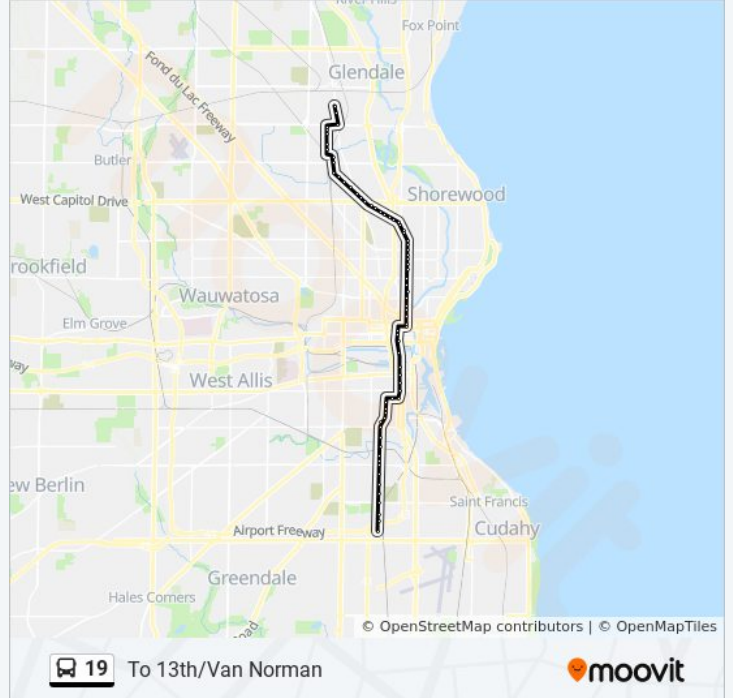 River Hills
Fox Point
Glendale
Fond du Lac Freeway
Butler
West Capitol Drive
Shorewood
rookfield
Wauwatosa
Elm Grove
way
West Allis
ew Berlin
Saint Francis
Airport Freeway
Cudahy
Greendale
Hales Corners
oad
© OpenStreetMap contributors | © OpenMapTiles
19 To 13th/Van Norman
moovit